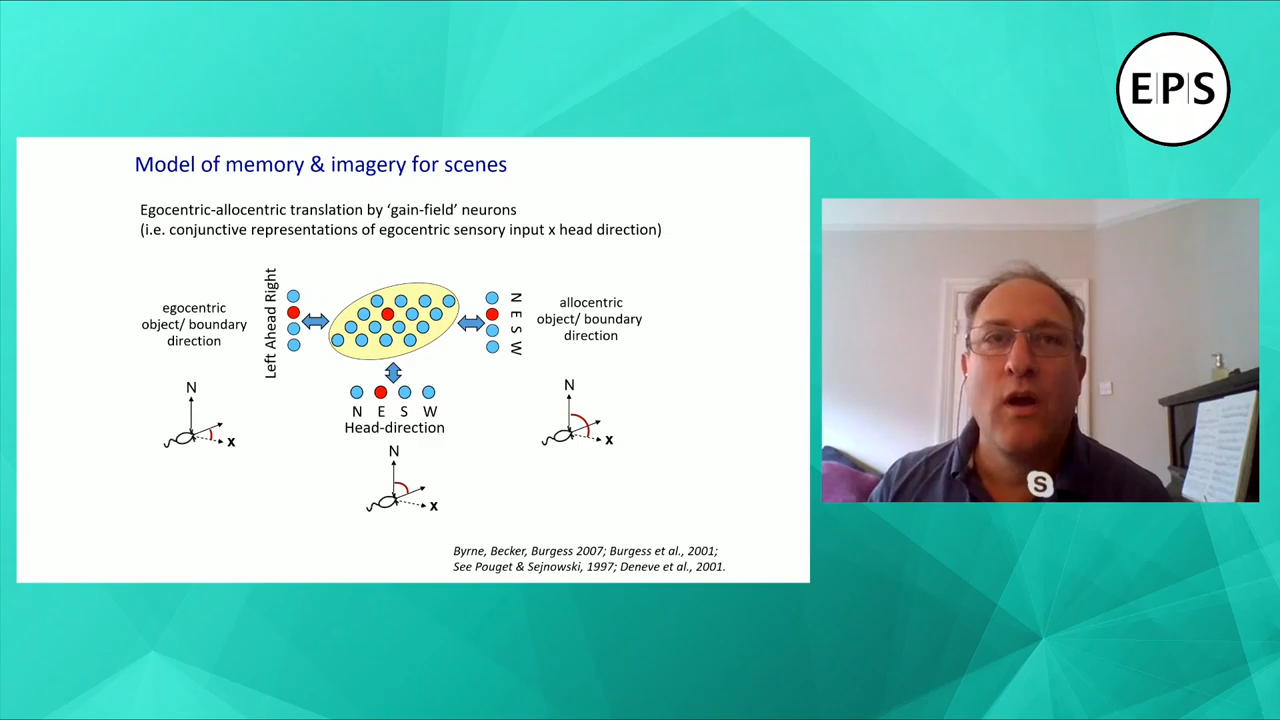 E|P|S
Model of memory & imagery for scenes
Egocentric-allocentric translation by ‘gain-field’ neurons
(i.e. conjunctive representations of egocentric sensory input x head direction)
egocentric
object/ boundary
direction
Left Ahead Right
N E S W
allocentric
object/ boundary
direction
N E S W
Head-direction
N
x
N
x
N
x
Byrne, Becker, Burgess 2007; Burgess et al., 2001;
See Pouget & Sejnowski, 1997; Deneve et al., 2001.
S